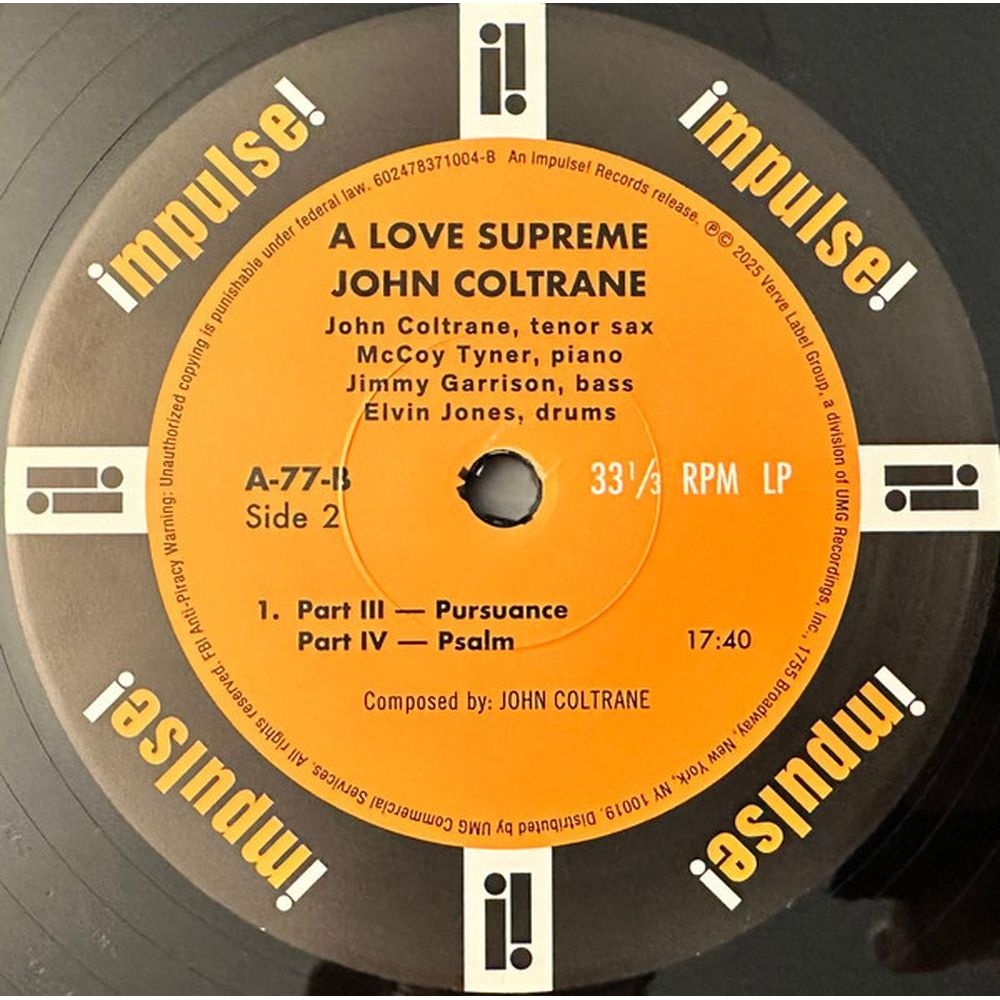 impulse!
impulse!
A LOVE SUPREME
JOHN COLTRANE
John Coltrane, tenor sax
McCoy Tyner, piano
Jimmy Garrison, bass
Elvin Jones, drums
A-77-B
Side 2
33 1/3 RPM LP
1. Part III — Pursuance
Part IV — Psalm 17:40
Composed by: JOHN COLTRANE
impulse!
impulse!
602478371004-B An Impulse! Records release. ℗© 2025 Verve Label Group, a division of UMG Recordings, Inc., 1755 Broadway, New York, NY 10019. Distributed by UMG Commercial Services. All rights reserved. FBI Anti-Piracy Warning: Unauthorized copying is punishable under federal law.